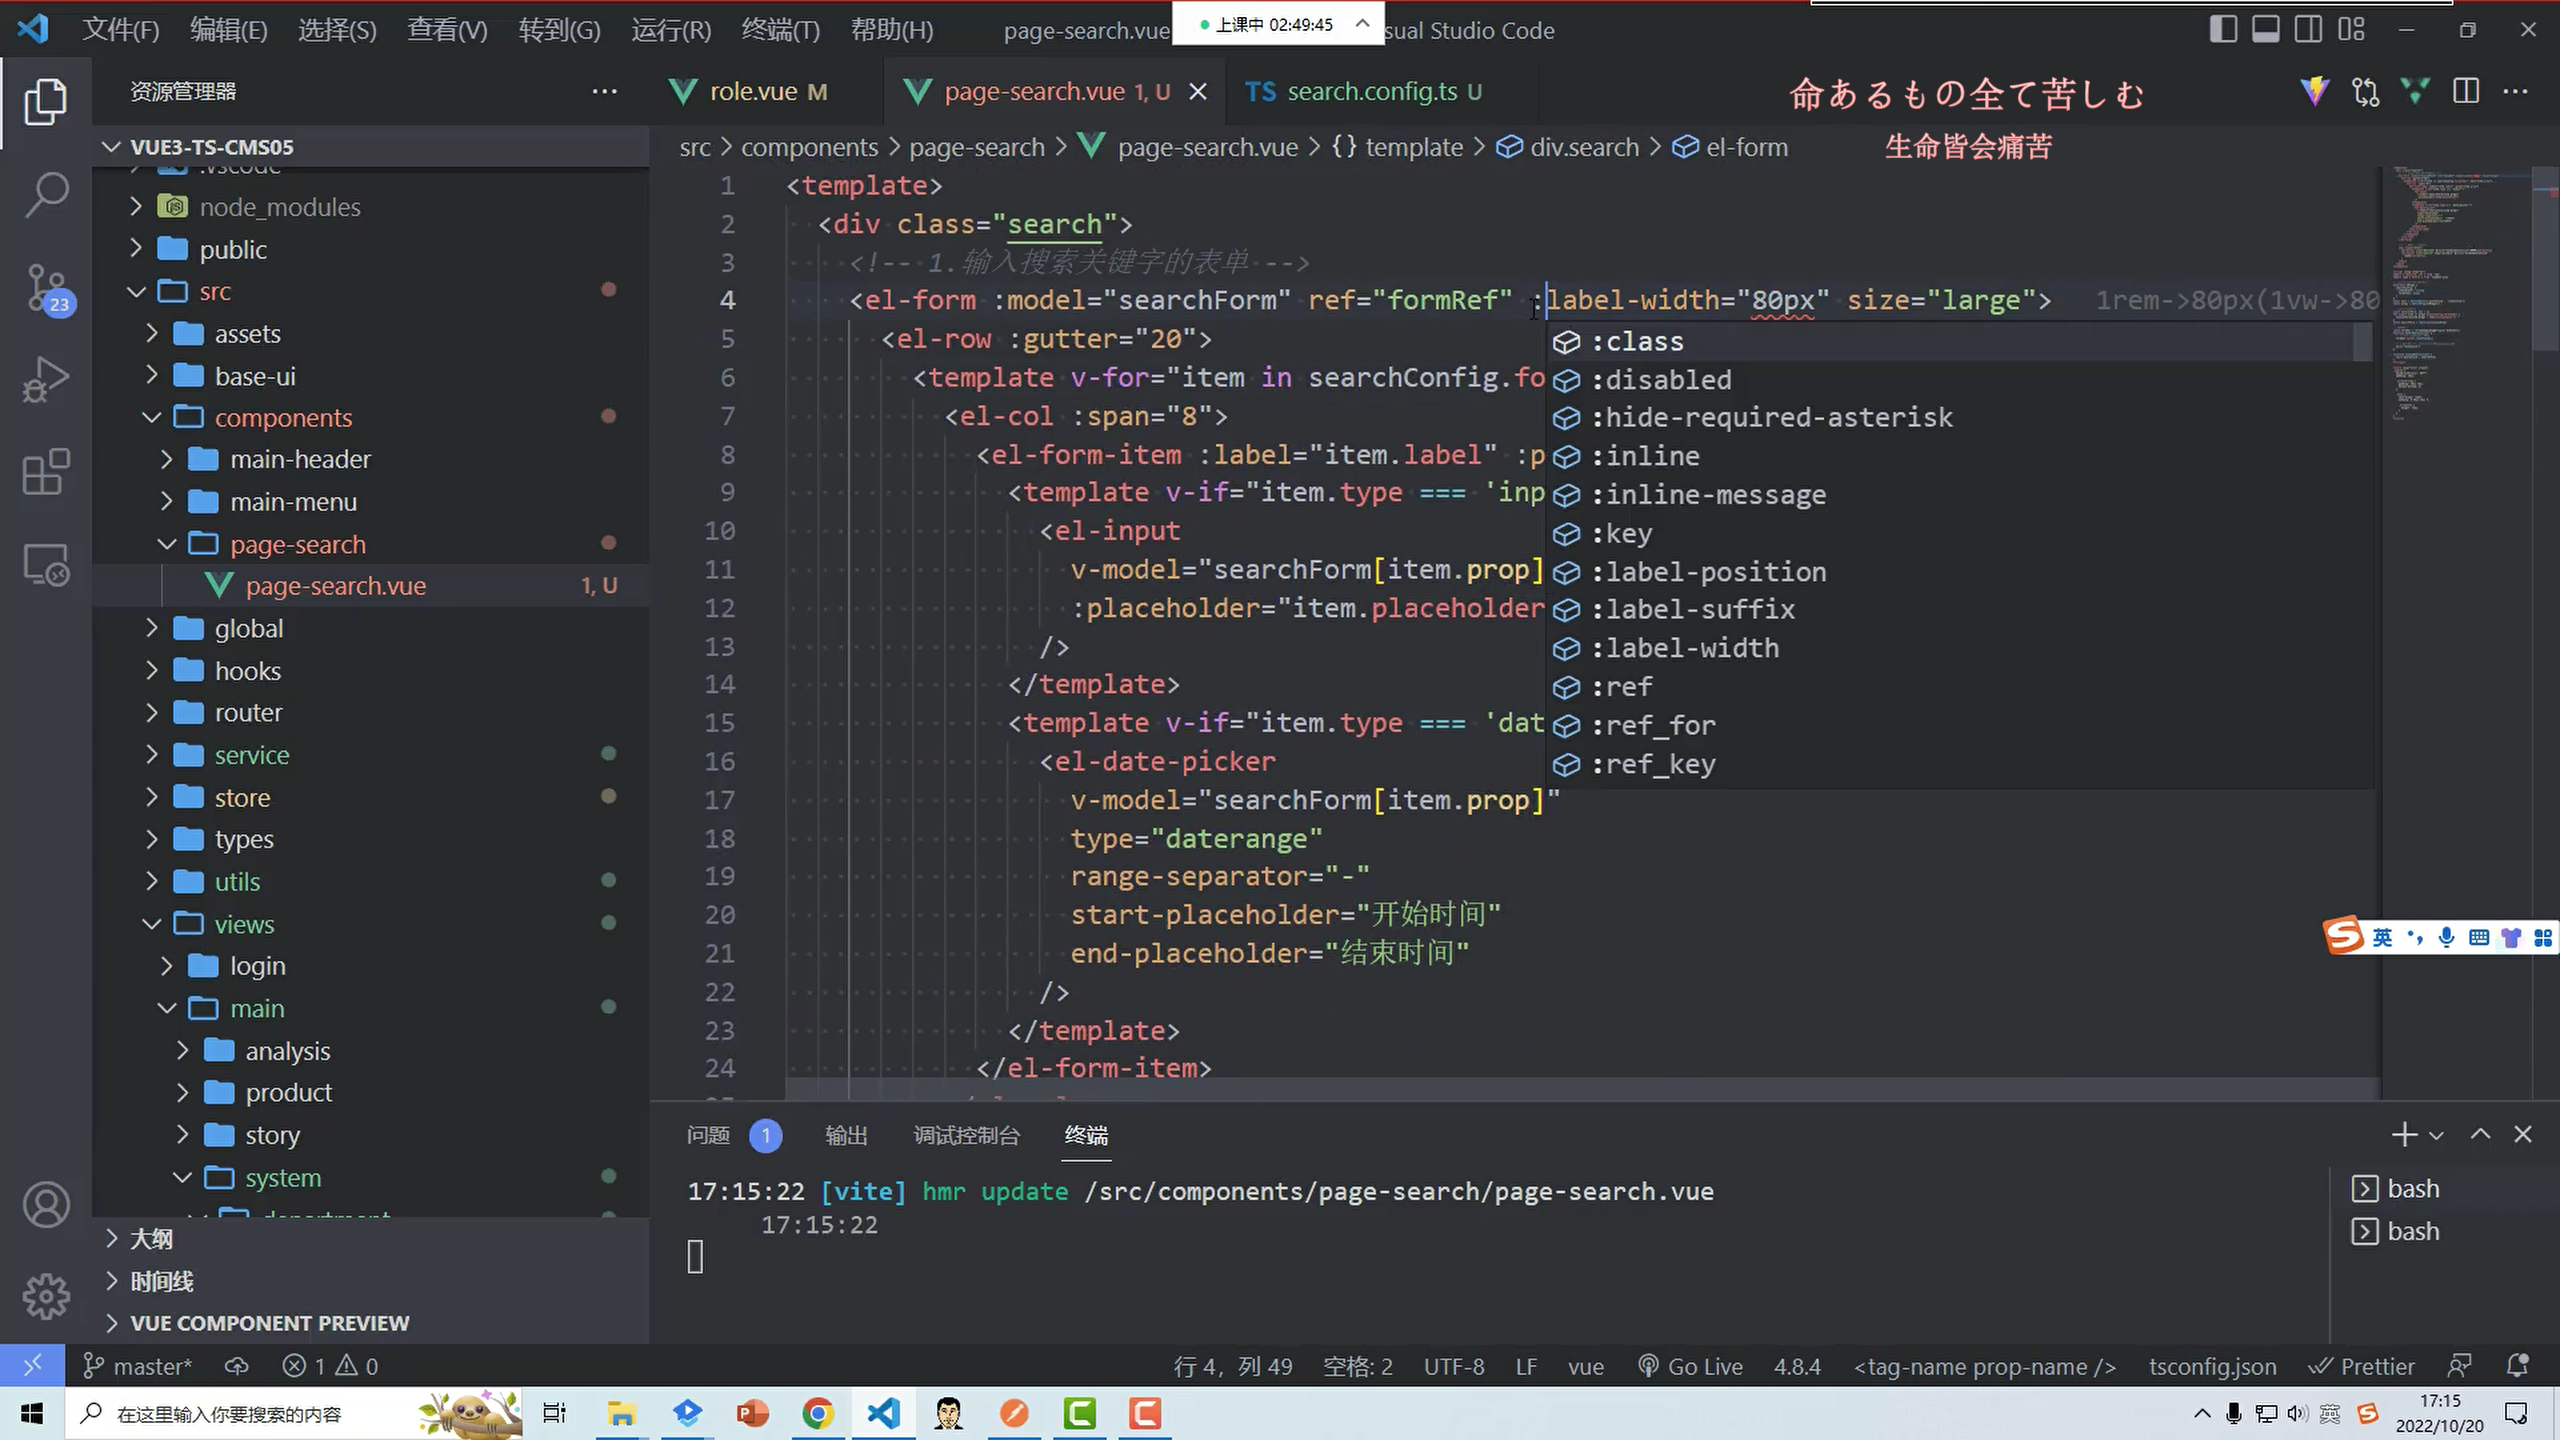 文件(F) 编辑(E) 选择(S) 查看(V) 转到(G) 运行(R) 终端(T) 帮助(H) page-search.vue 上课中 02:49:45 sual Studio Code
资源管理器
role.vue M page-search.vue 1, U TS search.config.ts U
命あるもの全て苦しむ
生命皆会痛苦
VUE3-TS-CMS05
src > components > page-search > page-search.vue > {} template > div.search > el-form
.vscode
node_modules
public
src
assets
base-ui
components
main-header
main-menu
page-search
page-search.vue 1, U
global
hooks
router
service
store
types
utils
views
login
main
analysis
product
story
system
department
大纲
时间线
VUE COMPONENT PREVIEW
23
1 <template>
2 <div class="search">
3 <!-- 1.输入搜索关键字的表单 -->
4 <el-form :model="searchForm" ref="formRef" :label-width="80px" size="large"> 1rem->80px(1vw->80
5 <el-row :gutter="20">
6 <template v-for="item in searchConfig.fo
7 <el-col :span="8">
8 <el-form-item :label="item.label" :p
9 <template v-if="item.type === 'inp
10 <el-input
11 v-model="searchForm[item.prop]
12 :placeholder="item.placeholder
13 />
14 </template>
15 <template v-if="item.type === 'dat
16 <el-date-picker
17 v-model="searchForm[item.prop]"
18 type="daterange"
19 range-separator="-"
20 start-placeholder="开始时间"
21 end-placeholder="结束时间"
22 />
23 </template>
24 </el-form-item>
:class
:disabled
:hide-required-asterisk
:inline
:inline-message
:key
:label-position
:label-suffix
:label-width
:ref
:ref_for
:ref_key
英
问题 1 输出 调试控制台 终端
17:15:22 [vite] hmr update /src/components/page-search/page-search.vue
17:15:22
bash
bash
master* 1 0 行 4，列 49 空格: 2 UTF-8 LF vue Go Live 4.8.4 <tag-name prop-name /> tsconfig.json Prettier
在这里输入你要搜索的内容
英 17:15
2022/10/20